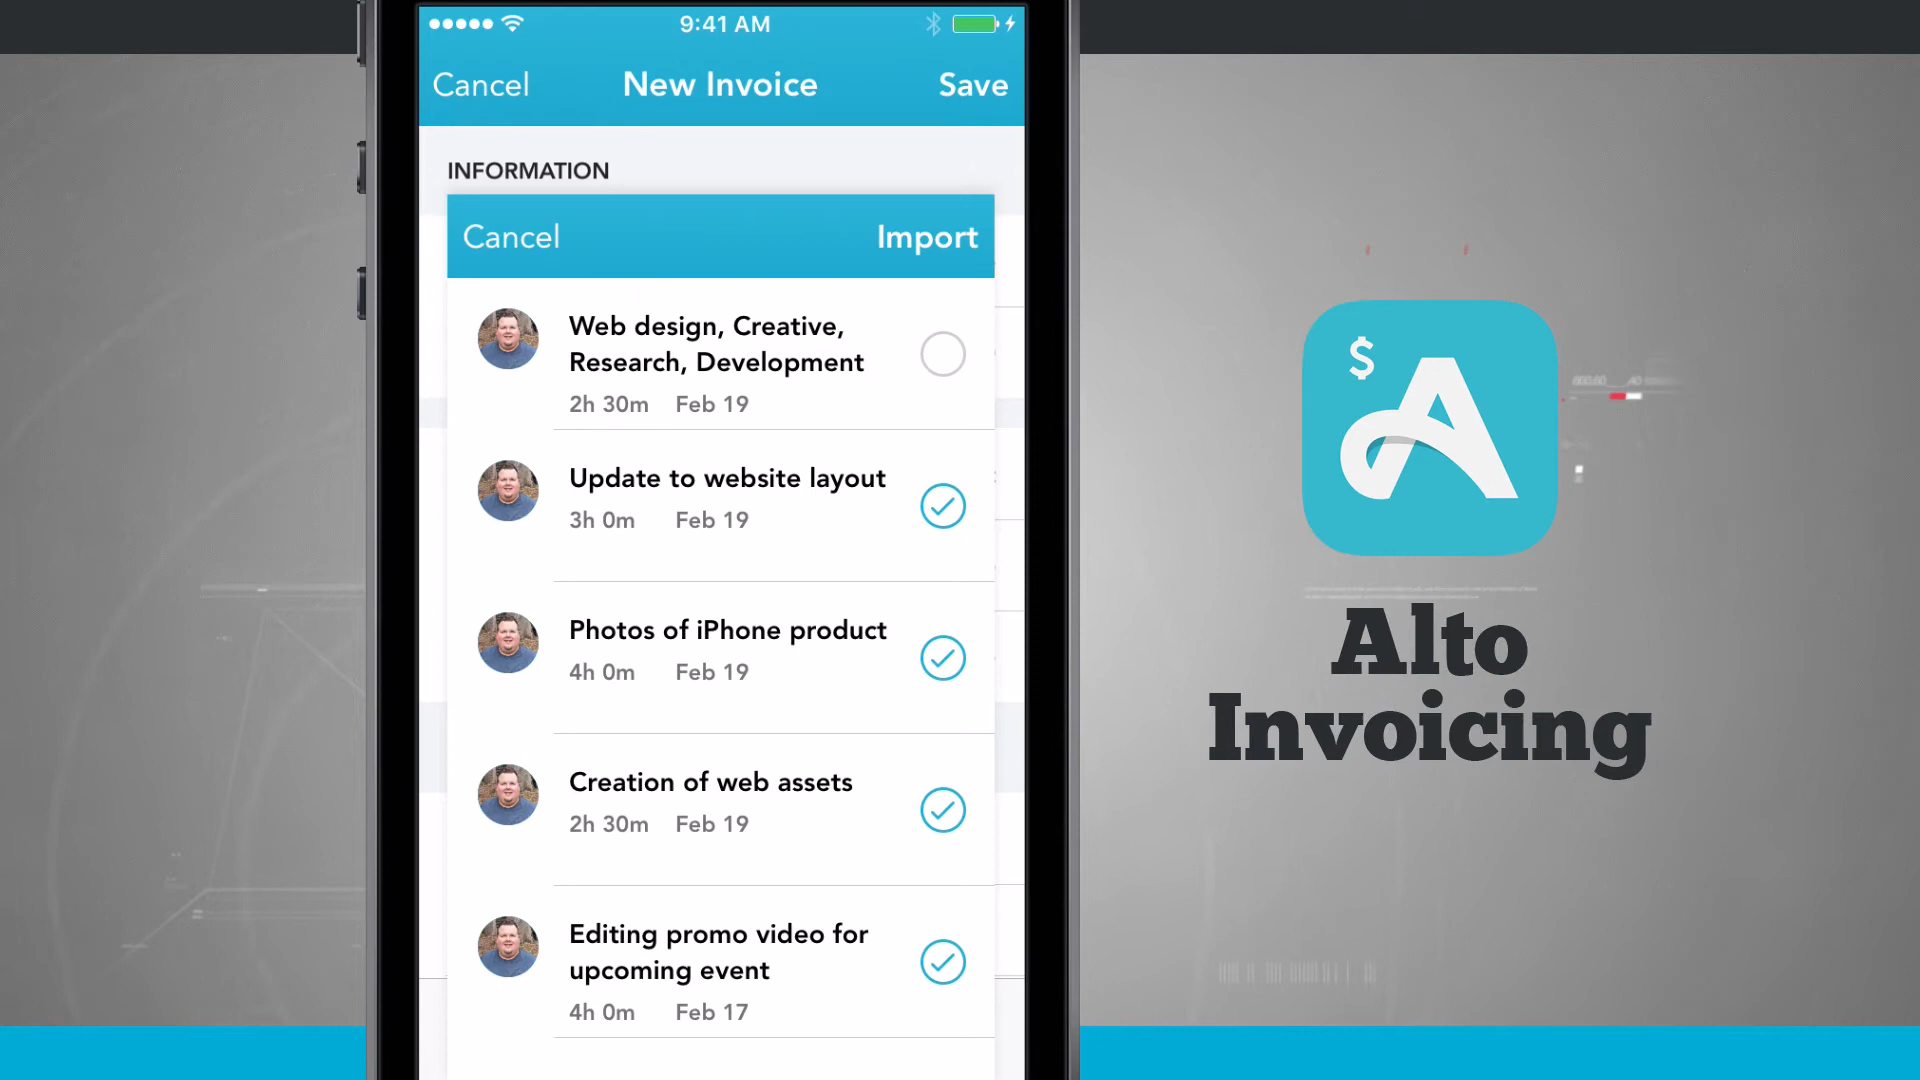 9:41 AM
Cancel New Invoice Save
INFORMATION
Cancel Import
Web design, Creative,
Research, Development
2h 30m Feb 19
Update to website layout
3h 0m Feb 19
Photos of iPhone product
4h 0m Feb 19
Creation of web assets
2h 30m Feb 19
Editing promo video for
upcoming event
4h 0m Feb 17
$
A
Alto
Invoicing